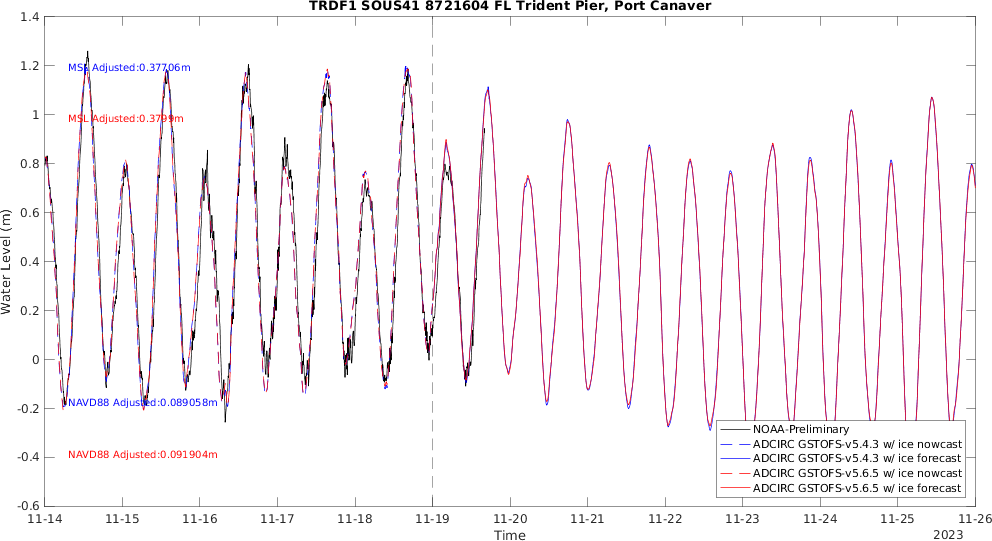 TRDF1 SOUS41 8721604 FL Trident Pier, Port Canaver
1.4
1.2
1
0.8
0.6
0.4
0.2
0
-0.2
-0.4
-0.6
Water Level (m)
MSL Adjusted:0.37706m
MSL Adjusted:0.3799m
NAVD88 Adjusted:0.089058m
NAVD88 Adjusted:0.091904m
NOAA-Preliminary
ADCIRC GSTOFS-v5.4.3 w/ ice nowcast
ADCIRC GSTOFS-v5.4.3 w/ ice forecast
ADCIRC GSTOFS-v5.6.5 w/ ice nowcast
ADCIRC GSTOFS-v5.6.5 w/ ice forecast
11-14 11-15 11-16 11-17 11-18 11-19 11-20 11-21 11-22 11-23 11-24 11-25 11-26
Time
2023